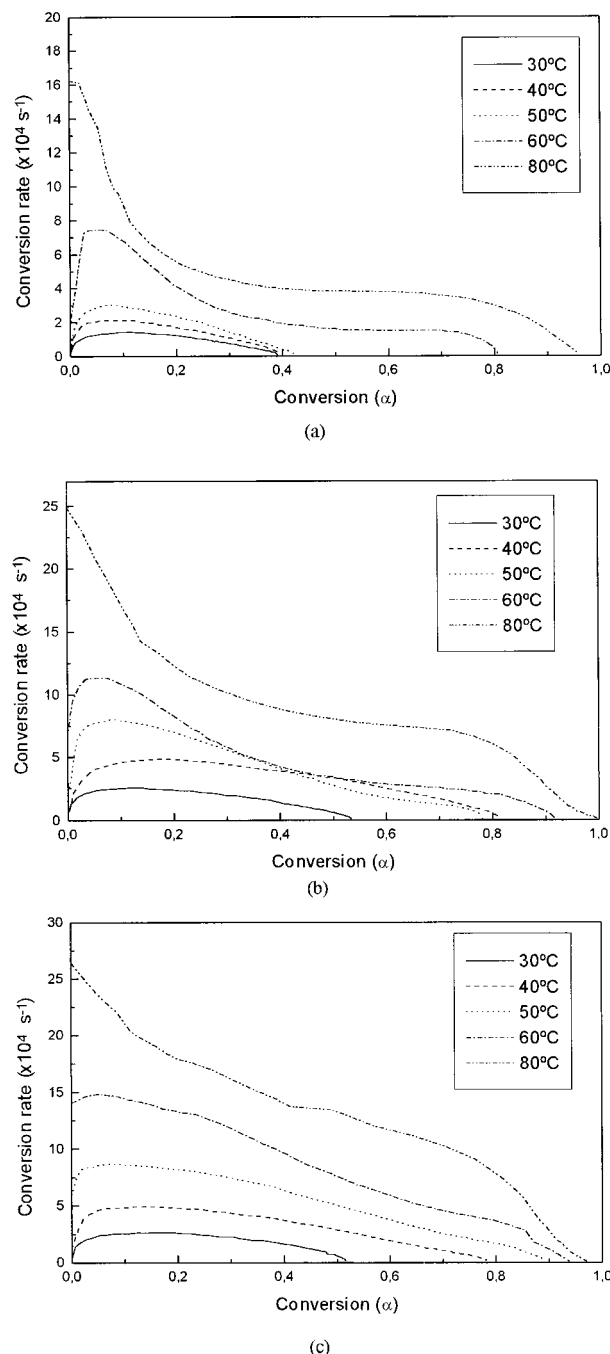 20
18
16
14
12
10
8
6
4
2
0
Conversion rate (x10⁴ s⁻¹)
30ºC
40ºC
50ºC
60ºC
80ºC
0,0 0,2 0,4 0,6 0,8 1,0
Conversion (α)
(a)
25
20
15
10
5
0
Conversion rate (x10⁴ s⁻¹)
30ºC
40ºC
50ºC
60ºC
80ºC
0,0 0,2 0,4 0,6 0,8 1,0
Conversion (α)
(b)
30
25
20
15
10
5
0
Conversion rate (x10⁴ s⁻¹)
30ºC
40ºC
50ºC
60ºC
80ºC
0,0 0,2 0,4 0,6 0,8 1,0
Conversion (α)
(c)